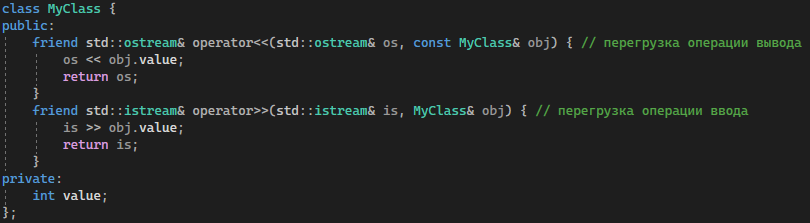 class MyClass {
public:
    friend std::ostream& operator<<(std::ostream& os, const MyClass& obj) { // перегрузка операции вывода
        os << obj.value;
        return os;
    }
    friend std::istream& operator>>(std::istream& is, MyClass& obj) { // перегрузка операции ввода
        is >> obj.value;
        return is;
    }
private:
    int value;
};